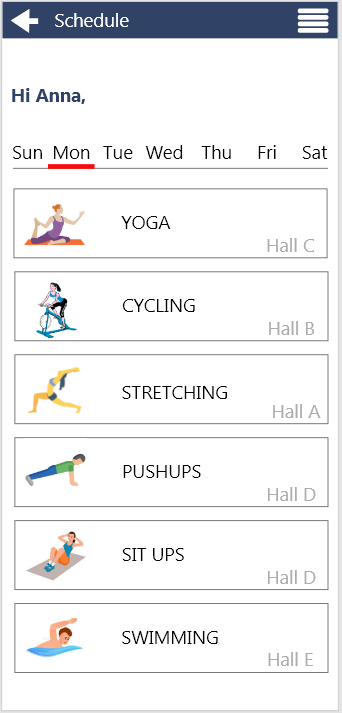 Schedule
Hi Anna,
Sun Mon Tue Wed Thu Fri Sat
YOGA
Hall C
CYCLING
Hall B
STRETCHING
Hall A
PUSHUPS
Hall D
SIT UPS
Hall D
SWIMMING
Hall E